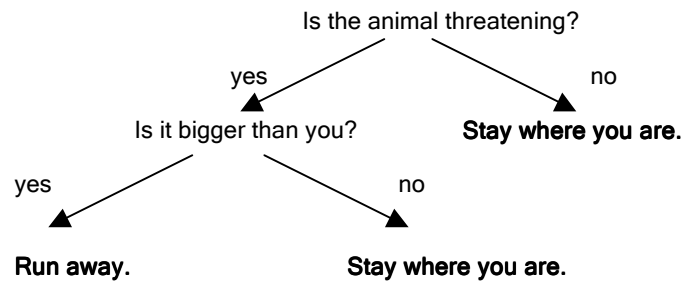 Is the animal threatening?
yes
no
Is it bigger than you?
Stay where you are.
yes
no
Run away.
Stay where you are.